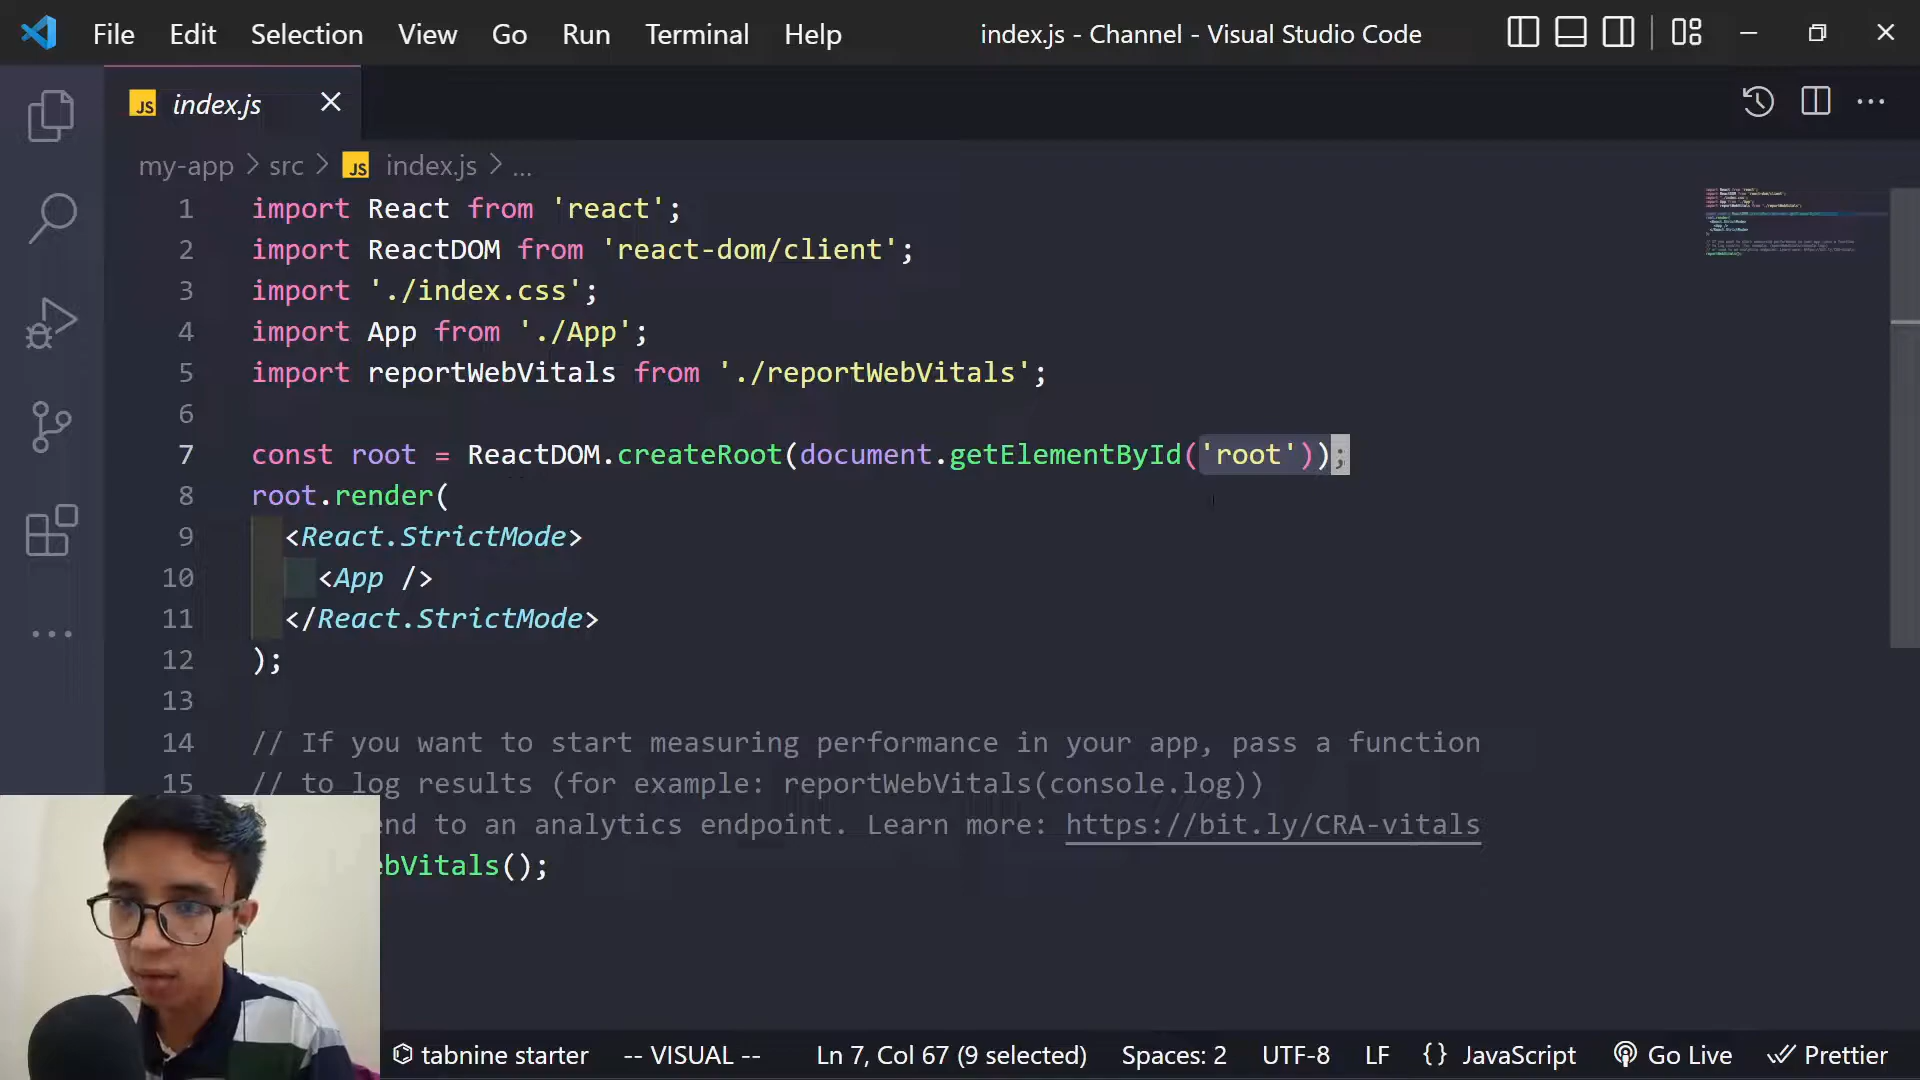 File Edit Selection View Go Run Terminal Help index.js - Channel - Visual Studio Code
JS index.js
my-app > src > JS index.js > ...
1 import React from 'react';
2 import ReactDOM from 'react-dom/client';
3 import './index.css';
4 import App from './App';
5 import reportWebVitals from './reportWebVitals';
6
7 const root = ReactDOM.createRoot(document.getElementById('root'));
8 root.render(
9 <React.StrictMode>
10 <App />
11 </React.StrictMode>
12 );
13
14 // If you want to start measuring performance in your app, pass a function
15 // to log results (for example: reportWebVitals(console.log))
end to an analytics endpoint. Learn more: https://bit.ly/CRA-vitals
ebVitals();
tabnine starter -- VISUAL -- Ln 7, Col 67 (9 selected) Spaces: 2 UTF-8 LF {} JavaScript Go Live Prettier